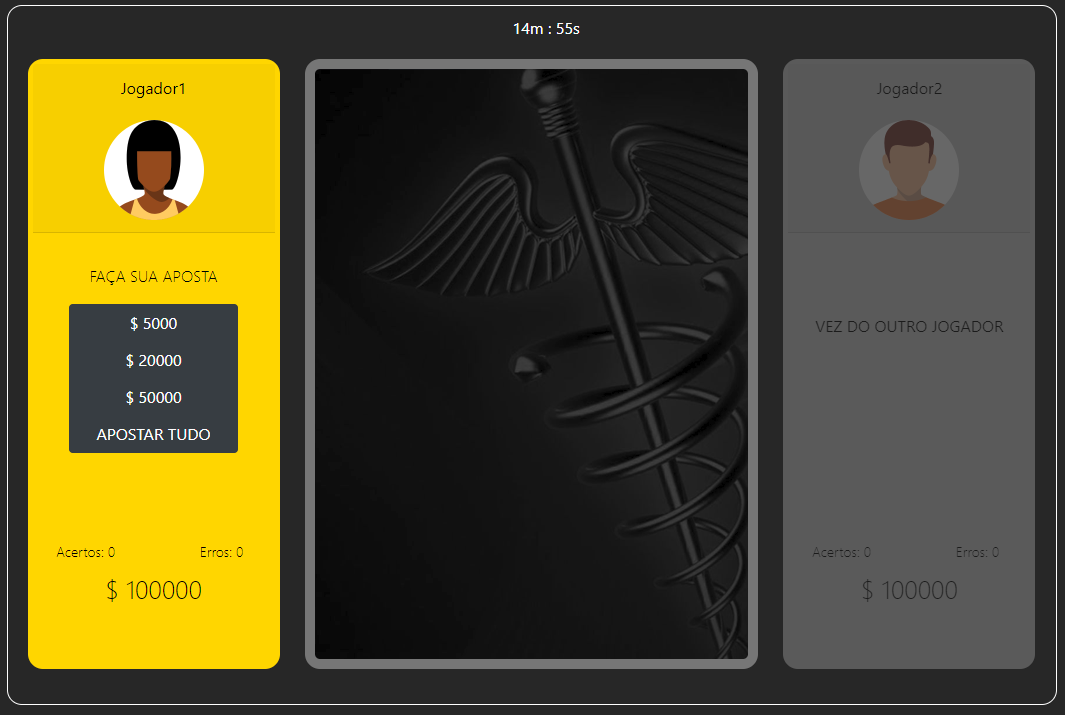 14m : 55s
Jogador1
FAÇA SUA APOSTA
$ 5000
$ 20000
$ 50000
APOSTAR TUDO
Acertos: 0 Erros: 0
$ 100000
Jogador2
VEZ DO OUTRO JOGADOR
Acertos: 0 Erros: 0
$ 100000